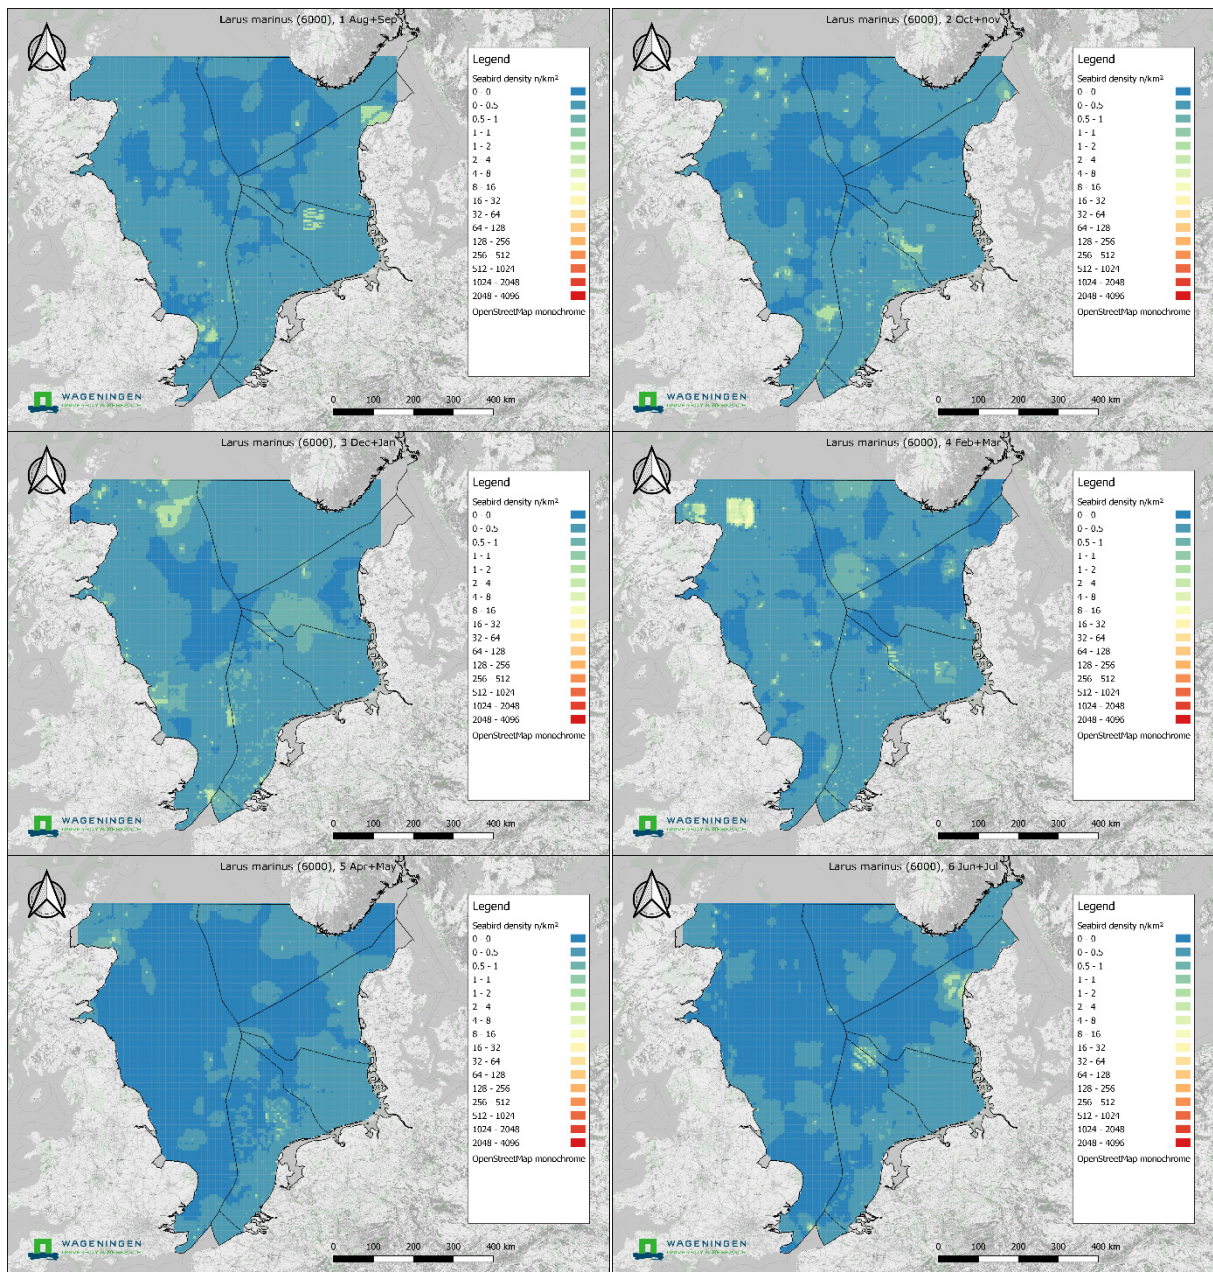 Larus marinus (6000), 1 Aug+Sep
Legend
Seabird density n/km²
0 - 0
0 - 0.5
0.5 - 1
1 - 1
1 - 2
2 - 4
4 - 8
8 - 16
16 - 32
32 - 64
64 - 128
128 - 256
256 - 512
512 - 1024
1024 - 2048
2048 - 4096
OpenStreetMap monochrome
WAGENINGEN
UNIVERSITY & RESEARCH
0 100 200 300 400 km
Larus marinus (6000), 2 Oct+nov
Legend
Seabird density n/km²
0 - 0
0 - 0.5
0.5 - 1
1 - 1
1 - 2
2 - 4
4 - 8
8 - 16
16 - 32
32 - 64
64 - 128
128 - 256
256 - 512
512 - 1024
1024 - 2048
2048 - 4096
OpenStreetMap monochrome
WAGENINGEN
UNIVERSITY & RESEARCH
0 100 200 300 400 km
Larus marinus (6000), 3 Dec+Jan
Legend
Seabird density n/km²
0 - 0
0 - 0.5
0.5 - 1
1 - 1
1 - 2
2 - 4
4 - 8
8 - 16
16 - 32
32 - 64
64 - 128
128 - 256
256 - 512
512 - 1024
1024 - 2048
2048 - 4096
OpenStreetMap monochrome
WAGENINGEN
UNIVERSITY & RESEARCH
0 100 200 300 400 km
Larus marinus (6000), 4 Feb+Mar
Legend
Seabird density n/km²
0 - 0
0 - 0.5
0.5 - 1
1 - 1
1 - 2
2 - 4
4 - 8
8 - 16
16 - 32
32 - 64
64 - 128
128 - 256
256 - 512
512 - 1024
1024 - 2048
2048 - 4096
OpenStreetMap monochrome
WAGENINGEN
UNIVERSITY & RESEARCH
0 100 200 300 400 km
Larus marinus (6000), 5 Apr+May
Legend
Seabird density n/km²
0 - 0
0 - 0.5
0.5 - 1
1 - 1
1 - 2
2 - 4
4 - 8
8 - 16
16 - 32
32 - 64
64 - 128
128 - 256
256 - 512
512 - 1024
1024 - 2048
2048 - 4096
OpenStreetMap monochrome
WAGENINGEN
UNIVERSITY & RESEARCH
0 100 200 300 400 km
Larus marinus (6000), 6 Jun+Jul
Legend
Seabird density n/km²
0 - 0
0 - 0.5
0.5 - 1
1 - 1
1 - 2
2 - 4
4 - 8
8 - 16
16 - 32
32 - 64
64 - 128
128 - 256
256 - 512
512 - 1024
1024 - 2048
2048 - 4096
OpenStreetMap monochrome
WAGENINGEN
UNIVERSITY & RESEARCH
0 100 200 300 400 km